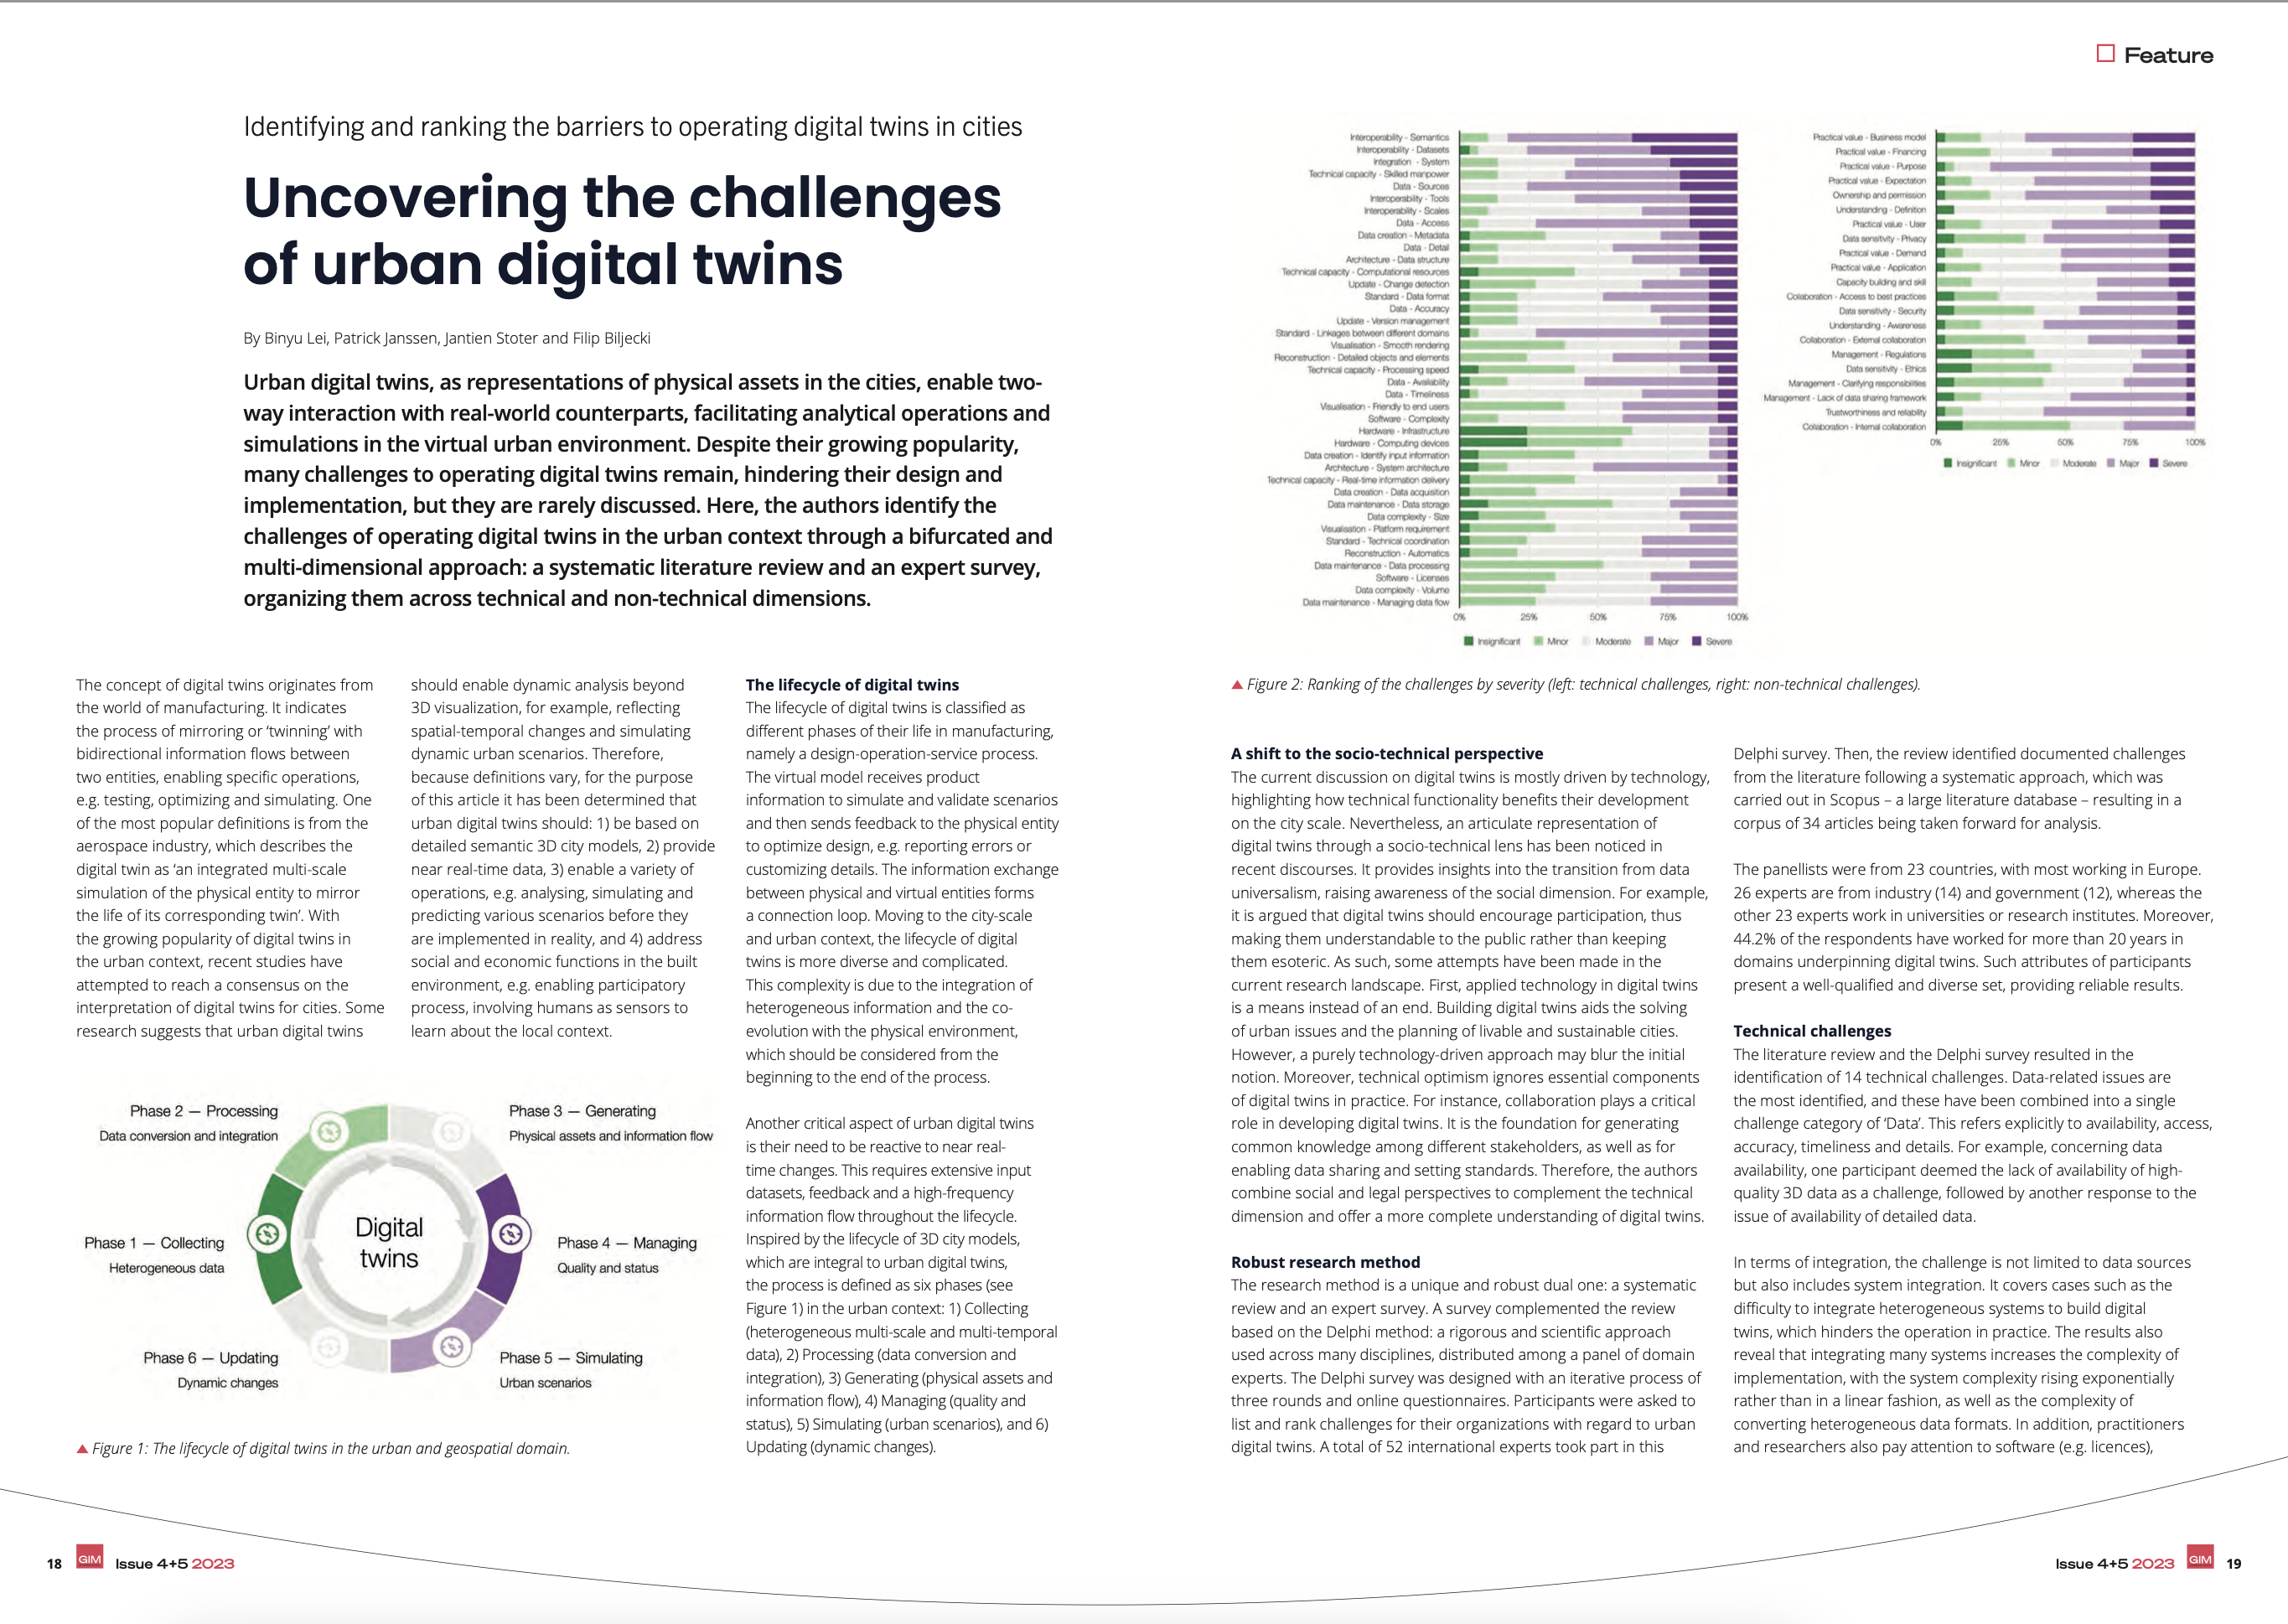 Feature
Identifying and ranking the barriers to operating digital twins in cities
Uncovering the challenges
of urban digital twins
By Binyu Lei, Patrick Janssen, Jantien Stoter and Filip Biljecki
Urban digital twins, as representations of physical assets in the cities, enable two-
way interaction with real-world counterparts, facilitating analytical operations and
simulations in the virtual urban environment. Despite their growing popularity,
many challenges to operating digital twins remain, hindering their design and
implementation, but they are rarely discussed. Here, the authors identify the
challenges of operating digital twins in the urban context through a bifurcated and
multi-dimensional approach: a systematic literature review and an expert survey,
organizing them across technical and non-technical dimensions.
The concept of digital twins originates from
the world of manufacturing. It indicates
the process of mirroring or ‘twinning’ with
bidirectional information flows between
two entities, enabling specific operations,
e.g. testing, optimizing and simulating. One
of the most popular definitions is from the
aerospace industry, which describes the
digital twin as ‘an integrated multi-scale
simulation of the physical entity to mirror
the life of its corresponding twin’. With
the growing popularity of digital twins in
the urban context, recent studies have
attempted to reach a consensus on the
interpretation of digital twins for cities. Some
research suggests that urban digital twins
should enable dynamic analysis beyond
3D visualization, for example, reflecting
spatial-temporal changes and simulating
dynamic urban scenarios. Therefore,
because definitions vary, for the purpose
of this article it has been determined that
urban digital twins should: 1) be based on
detailed semantic 3D city models, 2) provide
near real-time data, 3) enable a variety of
operations, e.g. analysing, simulating and
predicting various scenarios before they
are implemented in reality, and 4) address
social and economic functions in the built
environment, e.g. enabling participatory
process, involving humans as sensors to
learn about the local context.
Phase 2 — Processing
Data conversion and integration
Phase 3 — Generating
Physical assets and information flow
Phase 1 — Collecting
Heterogeneous data
Digital
twins
Phase 4 — Managing
Quality and status
Phase 6 — Updating
Dynamic changes
Phase 5 — Simulating
Urban scenarios
Figure 1: The lifecycle of digital twins in the urban and geospatial domain.
The lifecycle of digital twins
The lifecycle of digital twins is classified as
different phases of their life in manufacturing,
namely a design-operation-service process.
The virtual model receives product
information to simulate and validate scenarios
and then sends feedback to the physical entity
to optimize design, e.g. reporting errors or
customizing details. The information exchange
between physical and virtual entities forms
a connection loop. Moving to the city-scale
and urban context, the lifecycle of digital
twins is more diverse and complicated.
This complexity is due to the integration of
heterogeneous information and the co-
evolution with the physical environment,
which should be considered from the
beginning to the end of the process.
Another critical aspect of urban digital twins
is their need to be reactive to near real-
time changes. This requires extensive input
datasets, feedback and a high-frequency
information flow throughout the lifecycle.
Inspired by the lifecycle of 3D city models,
which are integral to urban digital twins,
the process is defined as six phases (see
Figure 1) in the urban context: 1) Collecting
(heterogeneous multi-scale and multi-temporal
data), 2) Processing (data conversion and
integration), 3) Generating (physical assets and
information flow), 4) Managing (quality and
status), 5) Simulating (urban scenarios), and 6)
Updating (dynamic changes).
18 GIM Issue 4+5 2023
Interoperability - Semantics
Interoperability - Datasets
Integration - System
Technical capacity - Skilled manpower
Data - Sources
Interoperability - Tools
Interoperability - Scales
Data - Access
Data creation - Metadata
Data - Detail
Architecture - Data structure
Technical capacity - Computational resources
Update - Change detection
Standard - Data format
Data - Accuracy
Update - Version management
Standard - Linkages between different domains
Visualisation - Smooth rendering
Reconstruction - Detailed objects and elements
Technical capacity - Processing speed
Data - Availability
Data - Timeliness
Visualisation - Friendly to end users
Software - Complexity
Hardware - Infrastructure
Hardware - Computing devices
Data creation - Identify input information
Architecture - System architecture
Technical capacity - Real-time information delivery
Data creation - Data acquisition
Data maintenance - Data storage
Data complexity - Size
Visualisation - Platform requirement
Standard - Technical coordination
Reconstruction - Automatics
Data maintenance - Data processing
Software - Licenses
Data complexity - Volume
Data maintenance - Managing data flow
0% 25% 50% 75% 100%
Insignificant Minor Moderate Major Severe
Practical value - Business model
Practical value - Financing
Practical value - Purpose
Practical value - Expectation
Ownership and permission
Understanding - Definition
Practical value - User
Data sensitivity - Privacy
Practical value - Demand
Practical value - Application
Capacity building and skill
Collaboration - Access to best practices
Data sensitivity - Security
Understanding - Awareness
Collaboration - External collaboration
Management - Regulations
Data sensitivity - Ethics
Management - Clarifying responsibilities
Management - Lack of data sharing framework
Trustworthiness and reliability
Collaboration - Internal collaboration
0% 25% 50% 75% 100%
Insignificant Minor Moderate Major Severe
Figure 2: Ranking of the challenges by severity (left: technical challenges, right: non-technical challenges).
A shift to the socio-technical perspective
The current discussion on digital twins is mostly driven by technology,
highlighting how technical functionality benefits their development
on the city scale. Nevertheless, an articulate representation of
digital twins through a socio-technical lens has been noticed in
recent discourses. It provides insights into the transition from data
universalism, raising awareness of the social dimension. For example,
it is argued that digital twins should encourage participation, thus
making them understandable to the public rather than keeping
them esoteric. As such, some attempts have been made in the
current research landscape. First, applied technology in digital twins
is a means instead of an end. Building digital twins aids the solving
of urban issues and the planning of livable and sustainable cities.
However, a purely technology-driven approach may blur the initial
notion. Moreover, technical optimism ignores essential components
of digital twins in practice. For instance, collaboration plays a critical
role in developing digital twins. It is the foundation for generating
common knowledge among different stakeholders, as well as for
enabling data sharing and setting standards. Therefore, the authors
combine social and legal perspectives to complement the technical
dimension and offer a more complete understanding of digital twins.
Robust research method
The research method is a unique and robust dual one: a systematic
review and an expert survey. A survey complemented the review
based on the Delphi method: a rigorous and scientific approach
used across many disciplines, distributed among a panel of domain
experts. The Delphi survey was designed with an iterative process of
three rounds and online questionnaires. Participants were asked to
list and rank challenges for their organizations with regard to urban
digital twins. A total of 52 international experts took part in this
Delphi survey. Then, the review identified documented challenges
from the literature following a systematic approach, which was
carried out in Scopus – a large literature database – resulting in a
corpus of 34 articles being taken forward for analysis.
The panellists were from 23 countries, with most working in Europe.
26 experts are from industry (14) and government (12), whereas the
other 23 experts work in universities or research institutes. Moreover,
44.2% of the respondents have worked for more than 20 years in
domains underpinning digital twins. Such attributes of participants
present a well-qualified and diverse set, providing reliable results.
Technical challenges
The literature review and the Delphi survey resulted in the
identification of 14 technical challenges. Data-related issues are
the most identified, and these have been combined into a single
challenge category of ‘Data’. This refers explicitly to availability, access,
accuracy, timeliness and details. For example, concerning data
availability, one participant deemed the lack of availability of high-
quality 3D data as a challenge, followed by another response to the
issue of availability of detailed data.
In terms of integration, the challenge is not limited to data sources
but also includes system integration. It covers cases such as the
difficulty to integrate heterogeneous systems to build digital
twins, which hinders the operation in practice. The results also
reveal that integrating many systems increases the complexity of
implementation, with the system complexity rising exponentially
rather than in a linear fashion, as well as the complexity of
converting heterogeneous data formats. In addition, practitioners
and researchers also pay attention to software (e.g. licences),
Issue 4+5 2023 GIM 19